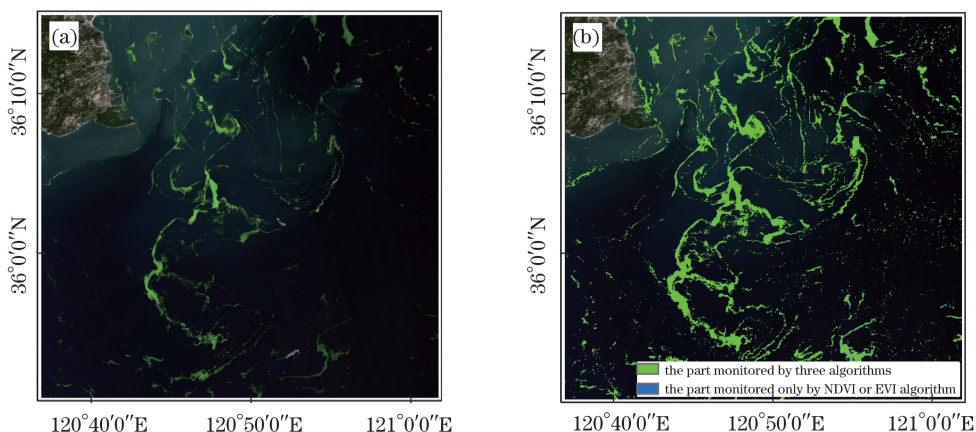 (a)
36°10′0″N
36°0′0″N
120°40′0″E
120°50′0″E
121°0′0″E
(b)
36°10′0″N
36°0′0″N
the part monitored by three algorithms
the part monitored only by NDVI or EVI algorithm
120°40′0″E
120°50′0″E
121°0′0″E